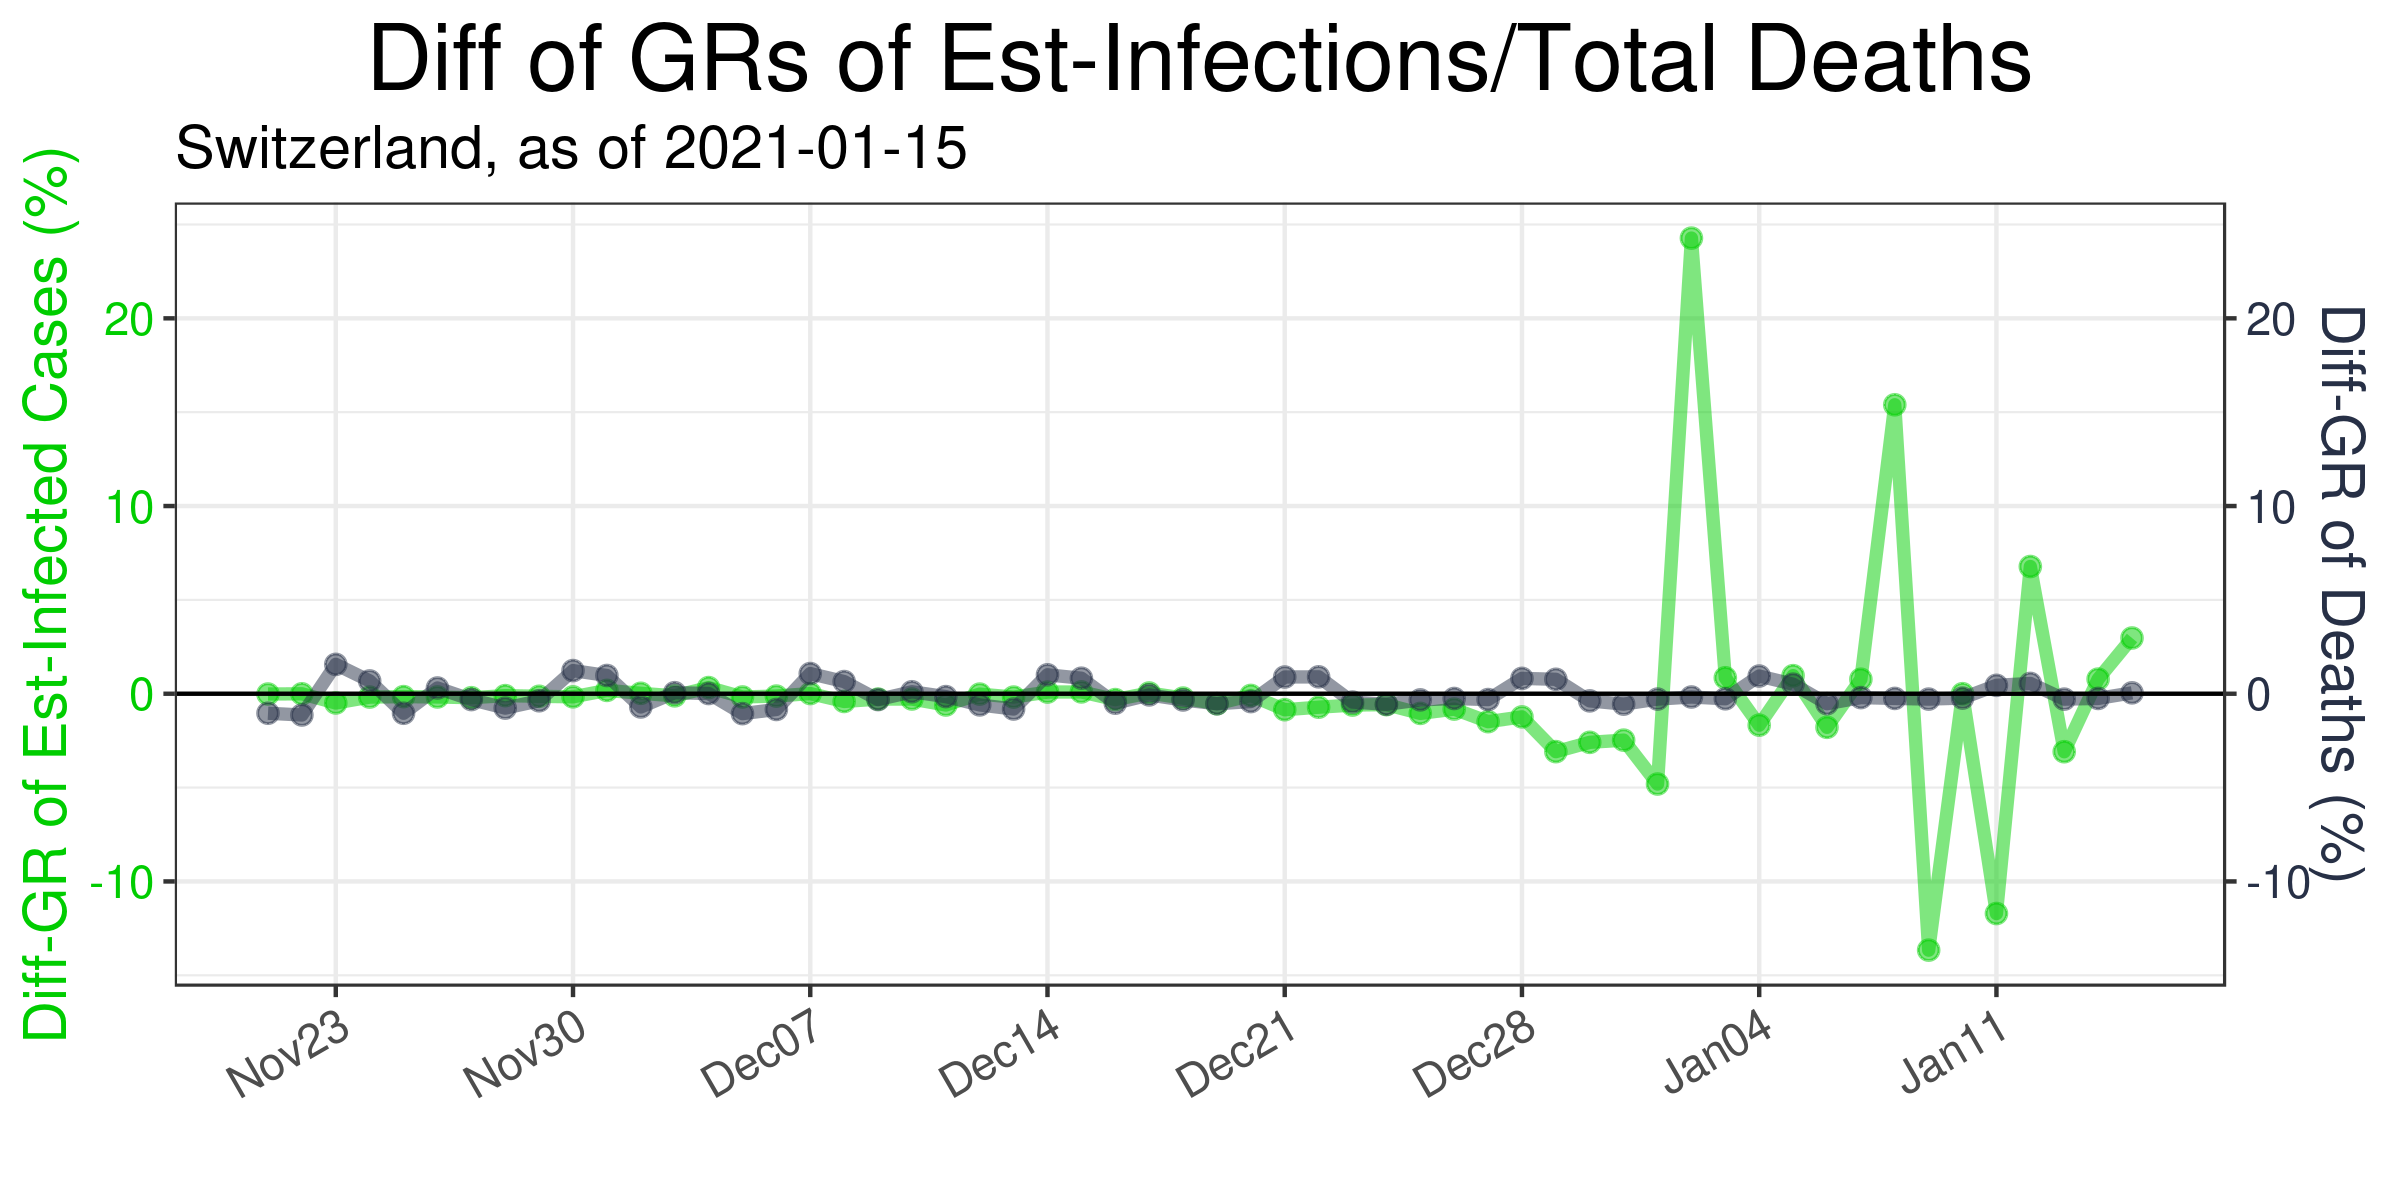 Diff of GRs of Est-Infections/Total Deaths
Switzerland, as of 2021-01-15
Diff-GR of Est-Infected Cases (%)
20
10
0
-10
20
10
0
-10
Diff-GR of Deaths (%)
Nov23
Nov30
Dec07
Dec14
Dec21
Dec28
Jan04
Jan11